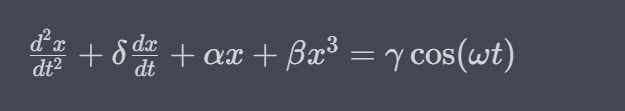 d²x/dt² + δ dx/dt + αx + βx³ = γ cos(ωt)